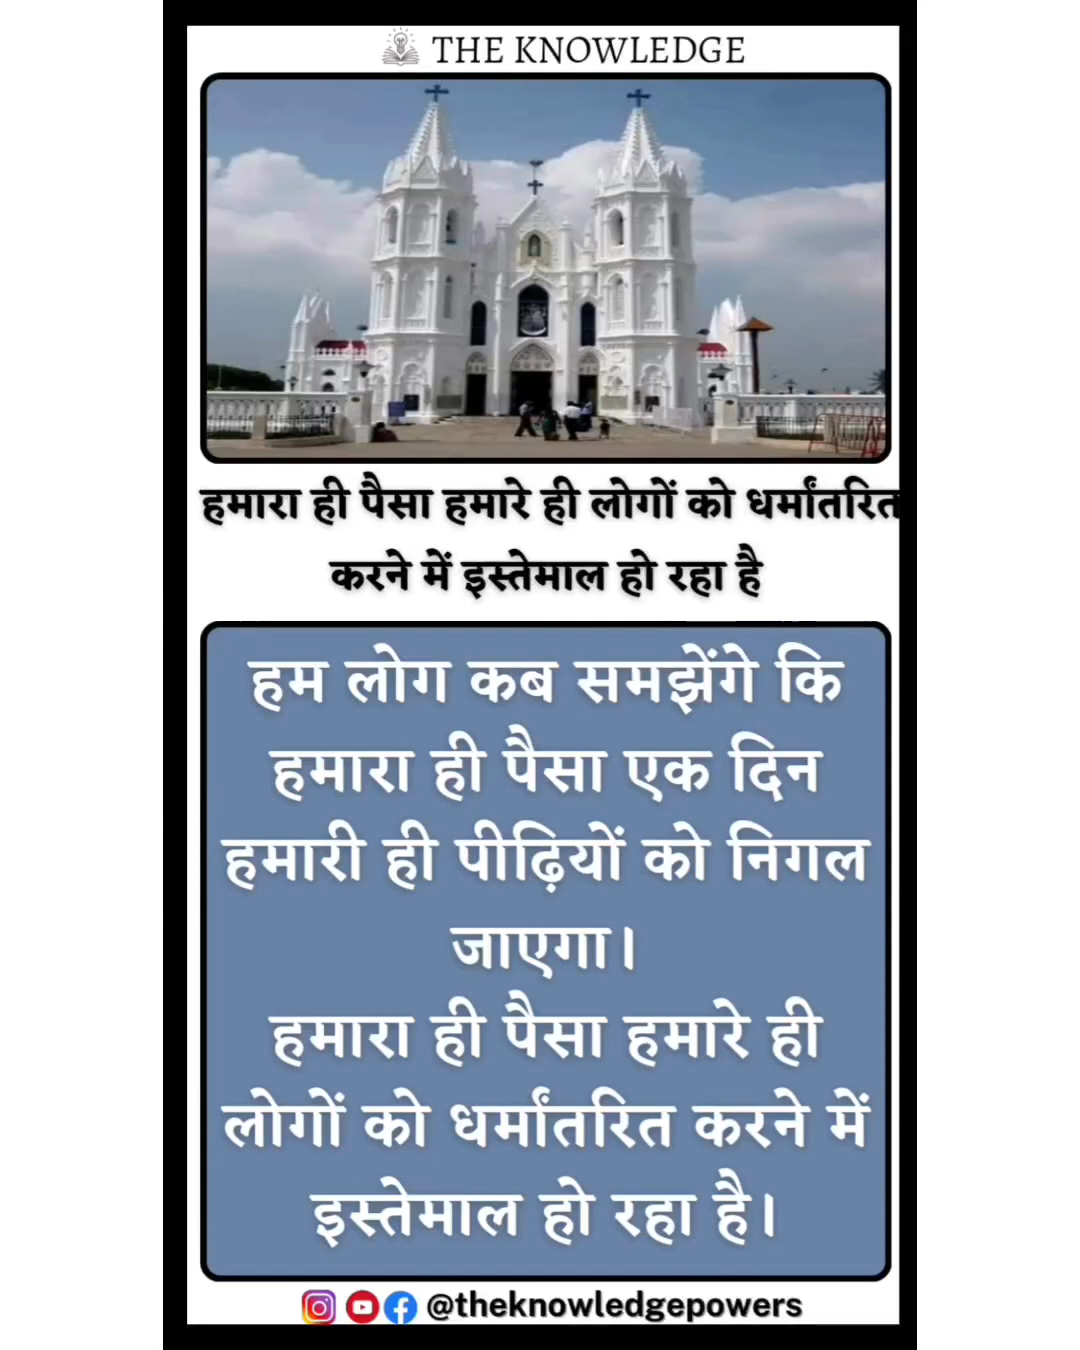 THE KNOWLEDGE
हमारा ही पैसा हमारे ही लोगों को धर्मांतरित
करने में इस्तेमाल हो रहा है
हम लोग कब समझेंगे कि
हमारा ही पैसा एक दिन
हमारी ही पीढ़ियों को निगल
जाएगा।
हमारा ही पैसा हमारे ही
लोगों को धर्मांतरित करने में
इस्तेमाल हो रहा है।
@theknowledgepowers